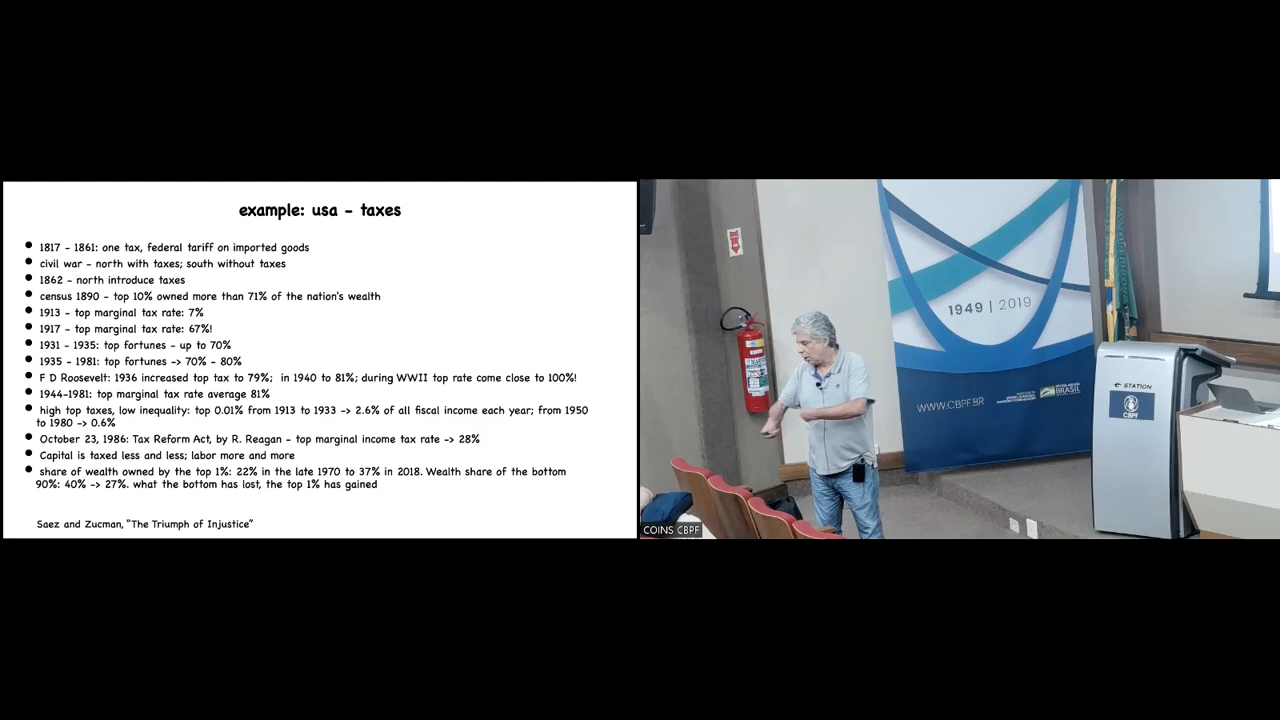 example: usa - taxes
• 1817 - 1861: one tax, federal tariff on imported goods
• civil war - north with taxes; south without taxes
• 1862 - north introduce taxes
• census 1890 - top 10% owned more than 71% of the nation's wealth
• 1913 - top marginal tax rate: 7%
• 1917 - top marginal tax rate: 67%!
• 1931 - 1935: top fortunes - up to 70%
• 1935 - 1981: top fortunes -> 70% - 80%
• F D Roosevelt: 1936 increased top tax to 79%; in 1940 to 81%; during WWII top rate come close to 100%!
• 1944-1981: top marginal tax rate average 81%
• high top taxes, low inequality: top 0.01% from 1913 to 1933 -> 2.6% of all fiscal income each year; from 1950
to 1980 -> 0.6%
• October 23, 1986: Tax Reform Act, by R. Reagan - top marginal income tax rate -> 28%
• Capital is taxed less and less; labor more and more
• share of wealth owned by the top 1%: 22% in the late 1970 to 37% in 2018. Wealth share of the bottom
90%: 40% -> 27%. what the bottom has lost, the top 1% has gained
Saez and Zucman, "The Triumph of Injustice"
1949 | 2019
WWW.CBPF.BR
BRASIL
STATION
CBPF
COINS CBPF